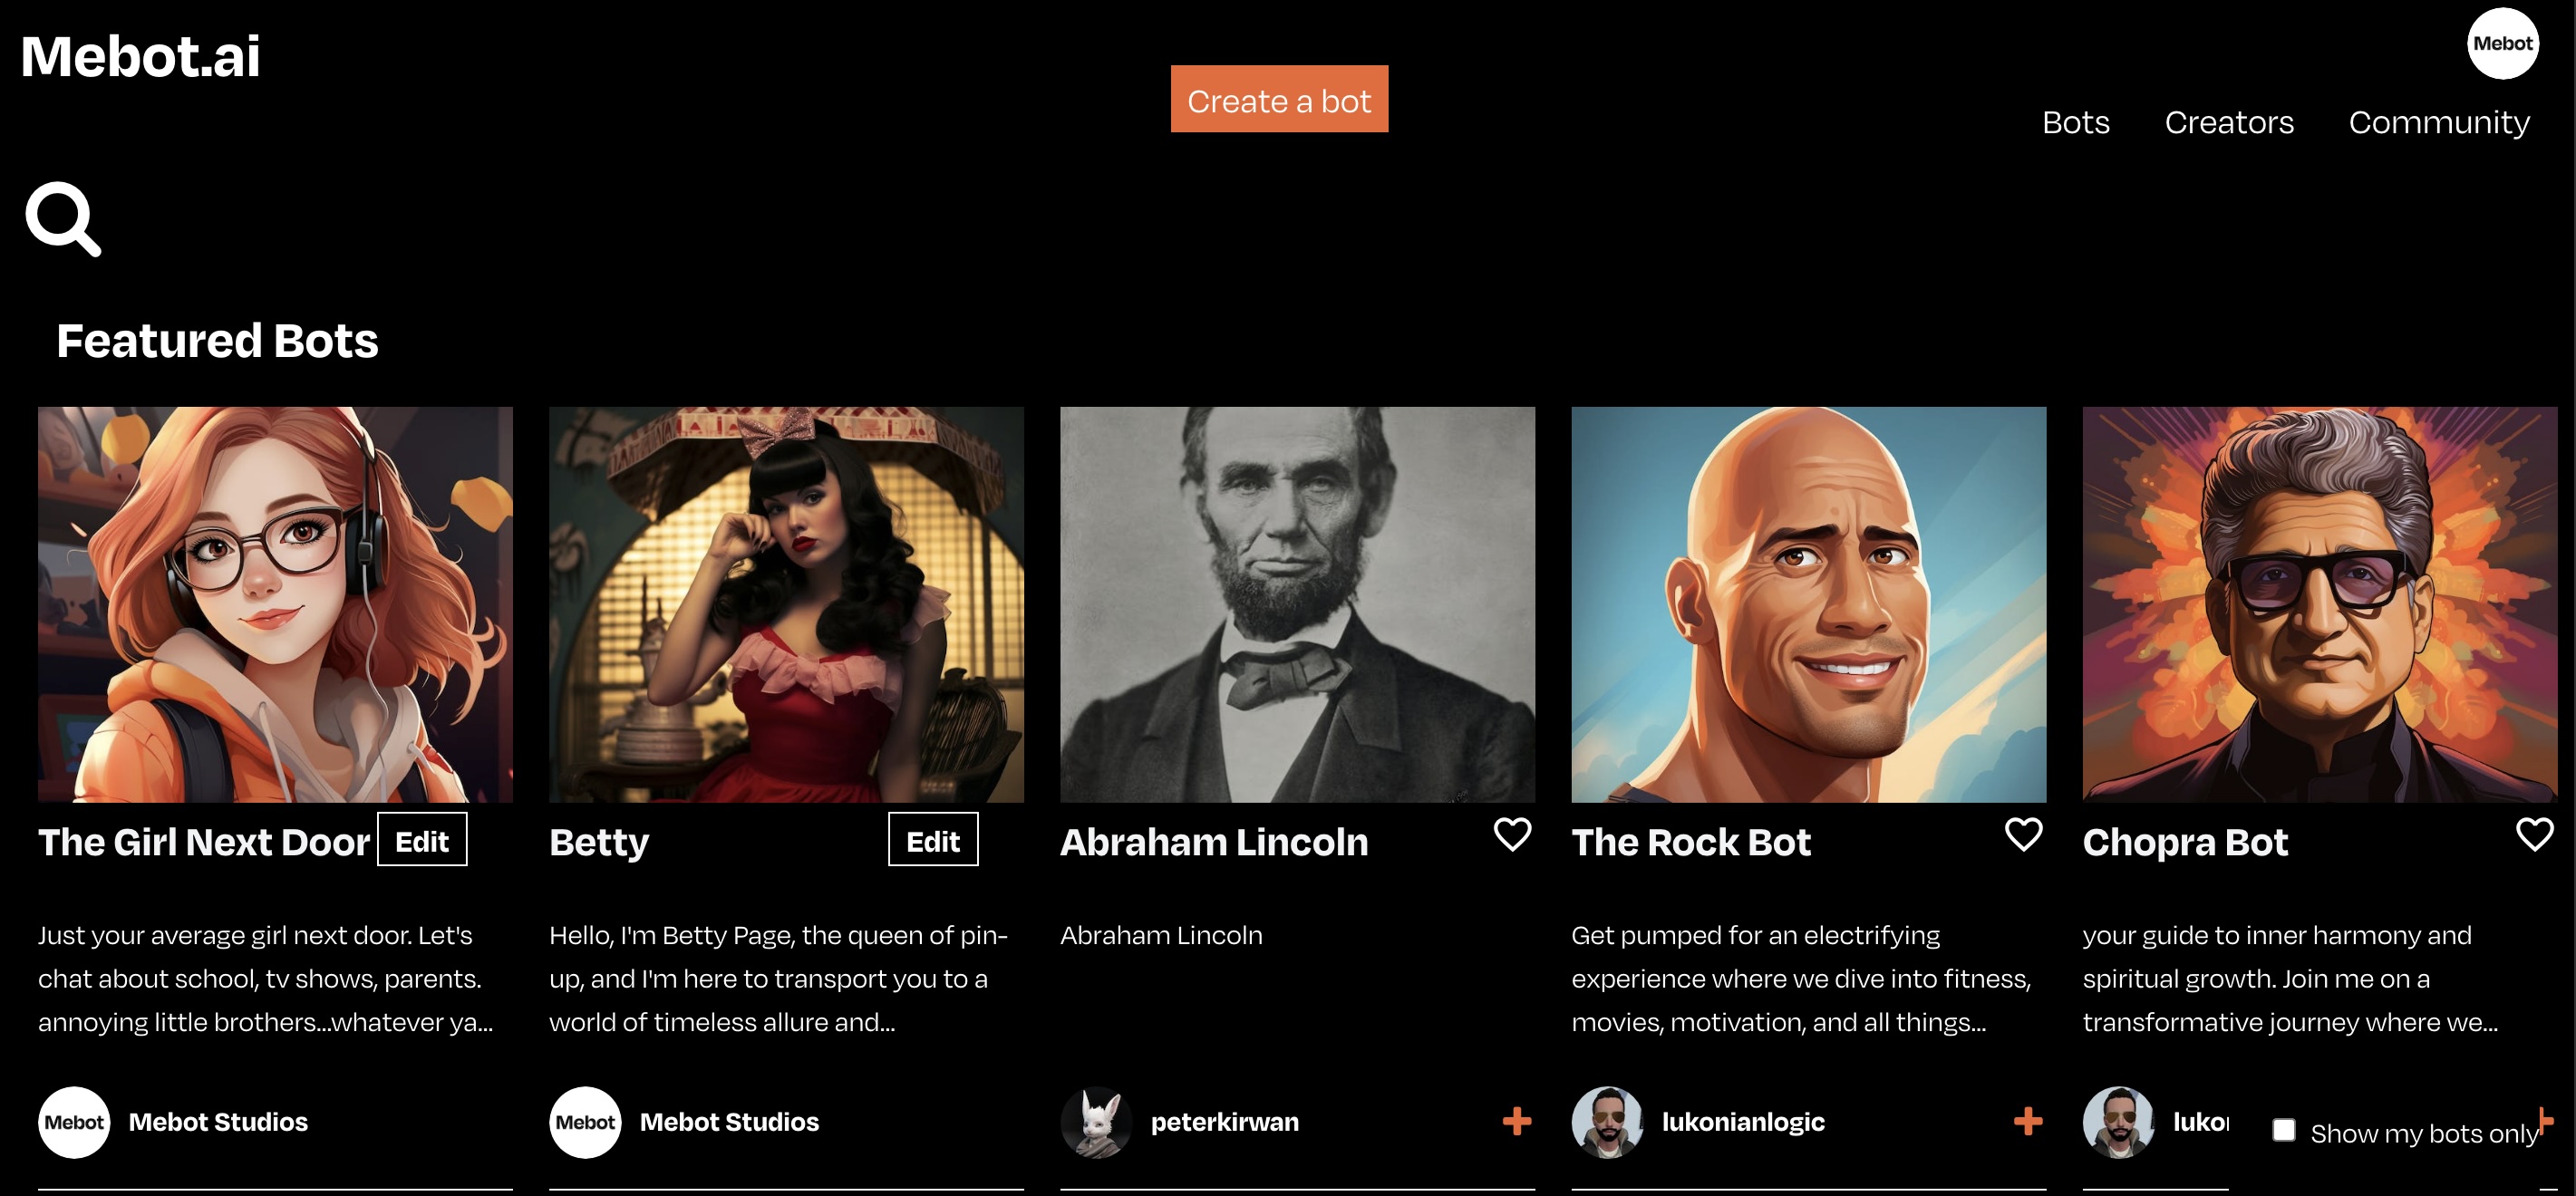 Mebot.ai
Mebot
Create a bot
Bots Creators Community
Featured Bots
The Girl Next Door Edit
Just your average girl next door. Let's
chat about school, tv shows, parents.
annoying little brothers...whatever ya...
Mebot Mebot Studios
Betty Edit
Hello, I'm Betty Page, the queen of pin-
up, and I'm here to transport you to a
world of timeless allure and...
Mebot Mebot Studios
Abraham Lincoln
Abraham Lincoln
peterkirwan
The Rock Bot
Get pumped for an electrifying
experience where we dive into fitness,
movies, motivation, and all things...
lukonianlogic
Chopra Bot
your guide to inner harmony and
spiritual growth. Join me on a
transformative journey where we...
Show my bots only